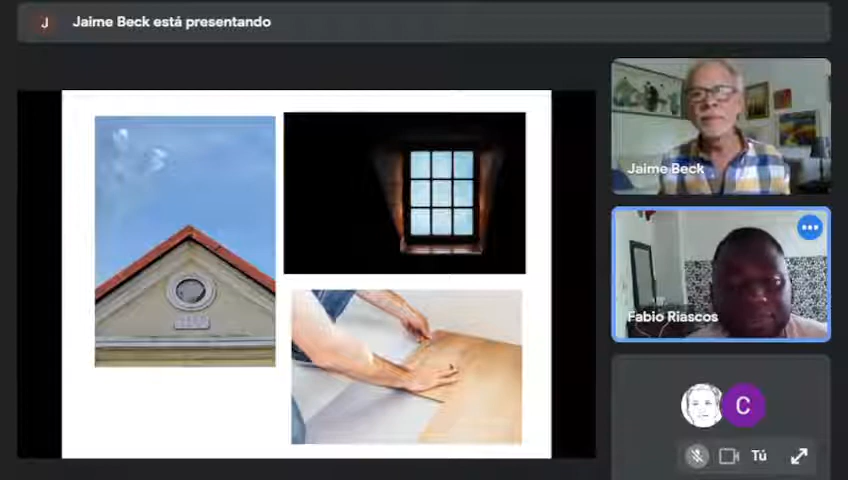 J Jaime Beck está presentando
Jaime Beck
Fabio Riascos
C
Tú